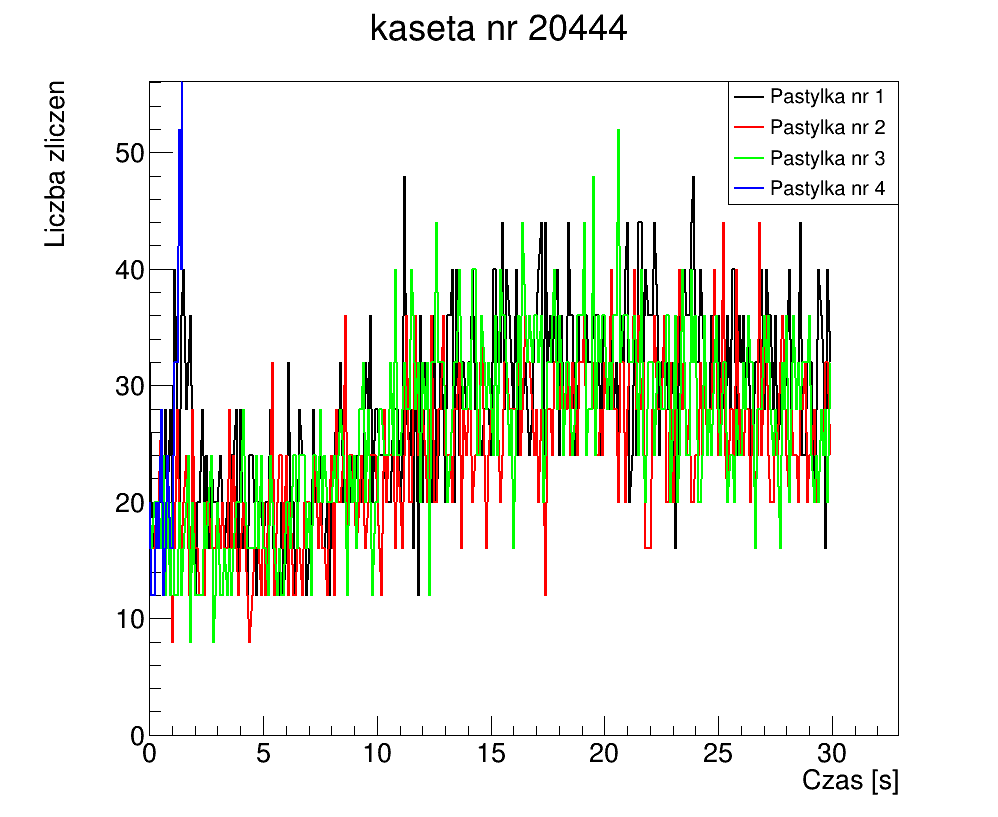 kaseta nr 20444
Liczba zliczen
Pastylka nr 1
Pastylka nr 2
Pastylka nr 3
Pastylka nr 4
50
40
30
20
10
0
0 5 10 15 20 25 30
Czas [s]